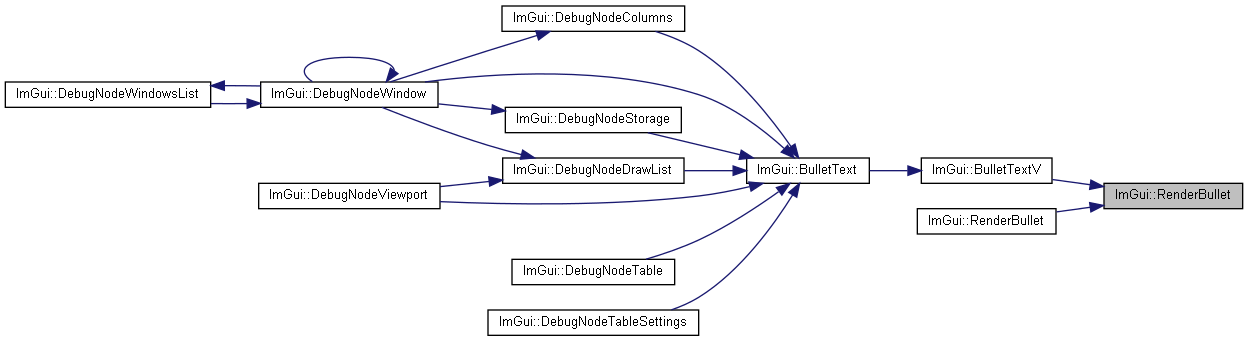 ImGui::DebugNodeColumns
ImGui::DebugNodeWindowsList
ImGui::DebugNodeWindow
ImGui::DebugNodeStorage
ImGui::DebugNodeDrawList
ImGui::BulletText
ImGui::BulletTextV
ImGui::RenderBullet
ImGui::DebugNodeViewport
ImGui::RenderBullet
ImGui::DebugNodeTable
ImGui::DebugNodeTableSettings